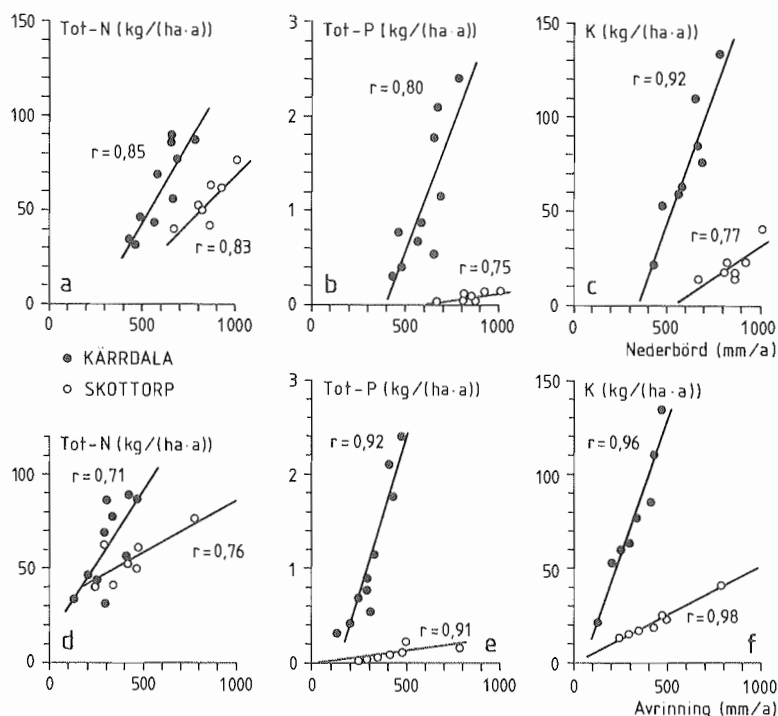 Tot-N (kg/(ha·a))
100
50
0
0
500
1000
r=0,85
r=0,83
a
Tot-P (kg/(ha·a))
3
2
1
0
0
500
1000
r=0,80
r=0,75
b
K (kg/(ha·a))
150
100
50
0
0
500
1000
r=0,92
r=0,77
c
Nederbörd (mm/a)
KÄRRDALA
SKOTTORP
Tot-N (kg/(ha·a))
100
50
0
0
500
1000
r=0,71
r=0,76
d
Tot-P (kg/(ha·a))
3
2
1
0
0
500
1000
r=0,92
r=0,91
e
K (kg/(ha·a))
150
100
50
0
0
500
1000
r=0,96
r=0,98
f
Avrinning (mm/a)